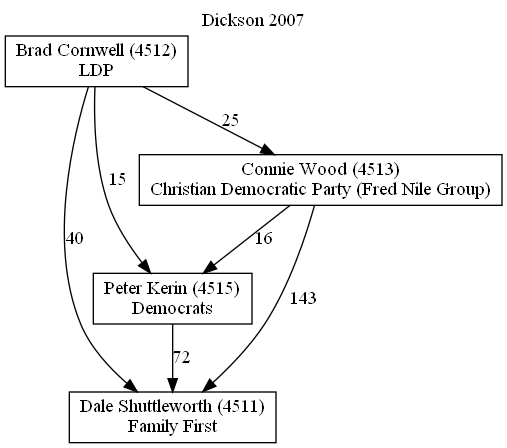 Dickson 2007
Brad Cornwell (4512)
LDP
25
Connie Wood (4513)
Christian Democratic Party (Fred Nile Group)
15
40
16
143
Peter Kerin (4515)
Democrats
72
Dale Shuttleworth (4511)
Family First